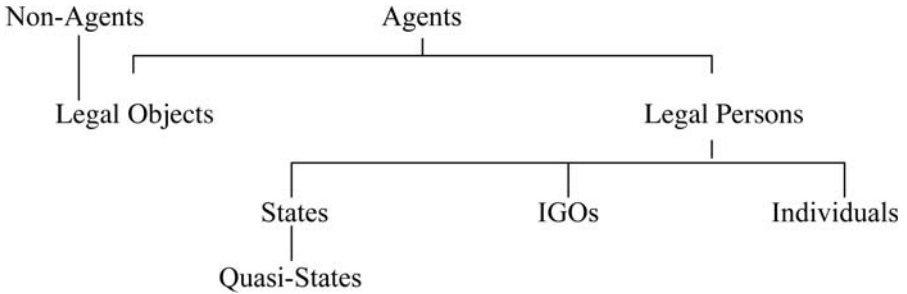 Non-Agents Agents
Legal Objects Legal Persons
States IGOs Individuals
Quasi-States